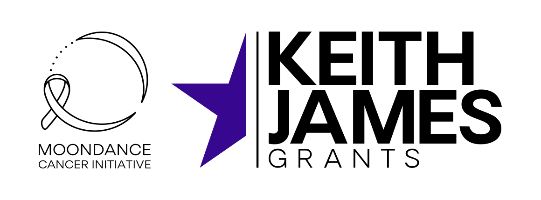 MOONDANCE
CANCER INITIATIVE
KEITH
JAMES
GRANTS